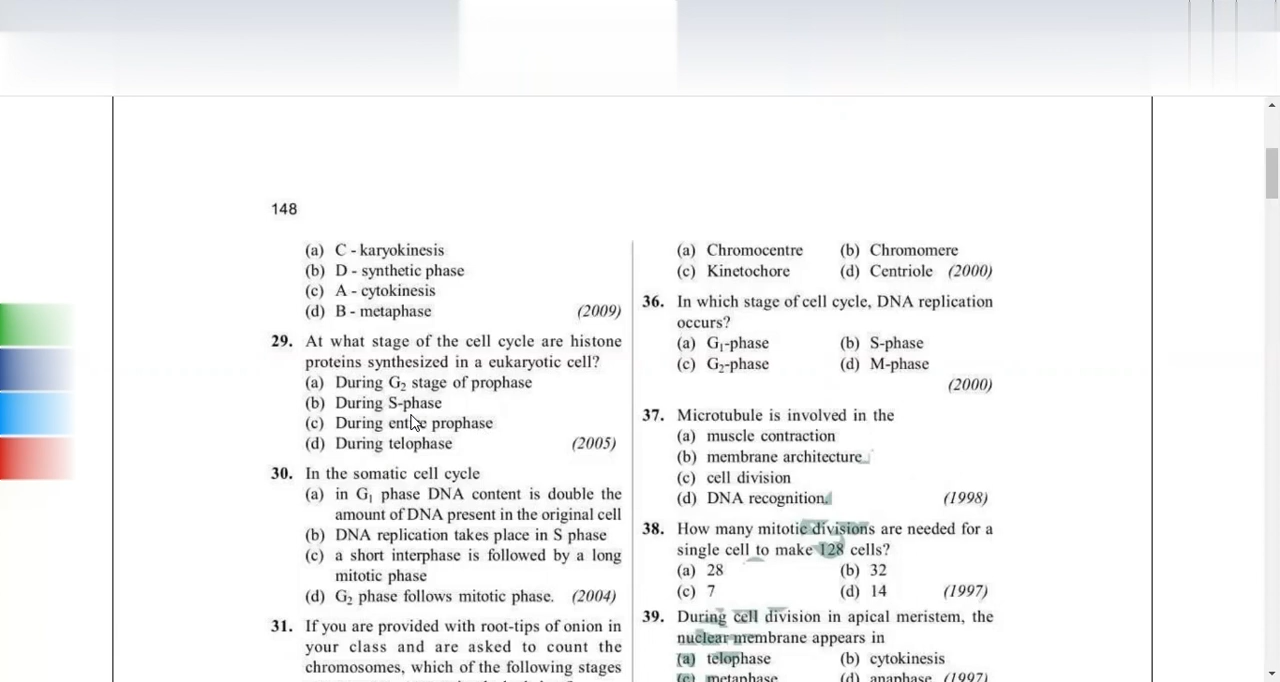 148
(a) C - karyokinesis
(b) D - synthetic phase
(c) A - cytokinesis
(d) B - metaphase (2009)
29. At what stage of the cell cycle are histone
proteins synthesized in a eukaryotic cell?
(a) During G₂ stage of prophase
(b) During S-phase
(c) During entire prophase
(d) During telophase (2005)
30. In the somatic cell cycle
(a) in G₁ phase DNA content is double the
amount of DNA present in the original cell
(b) DNA replication takes place in S phase
(c) a short interphase is followed by a long
mitotic phase
(d) G₂ phase follows mitotic phase. (2004)
31. If you are provided with root-tips of onion in
your class and are asked to count the
chromosomes, which of the following stages
(a) Chromocentre (b) Chromomere
(c) Kinetochore (d) Centriole (2000)
36. In which stage of cell cycle, DNA replication
occurs?
(a) G₁-phase (b) S-phase
(c) G₂-phase (d) M-phase
(2000)
37. Microtubule is involved in the
(a) muscle contraction
(b) membrane architecture
(c) cell division
(d) DNA recognition. (1998)
38. How many mitotic divisions are needed for a
single cell to make 128 cells?
(a) 28 (b) 32
(c) 7 (d) 14 (1997)
39. During cell division in apical meristem, the
nuclear membrane appears in
(a) telophase (b) cytokinesis
(c) metaphase (d) anaphase (1997)